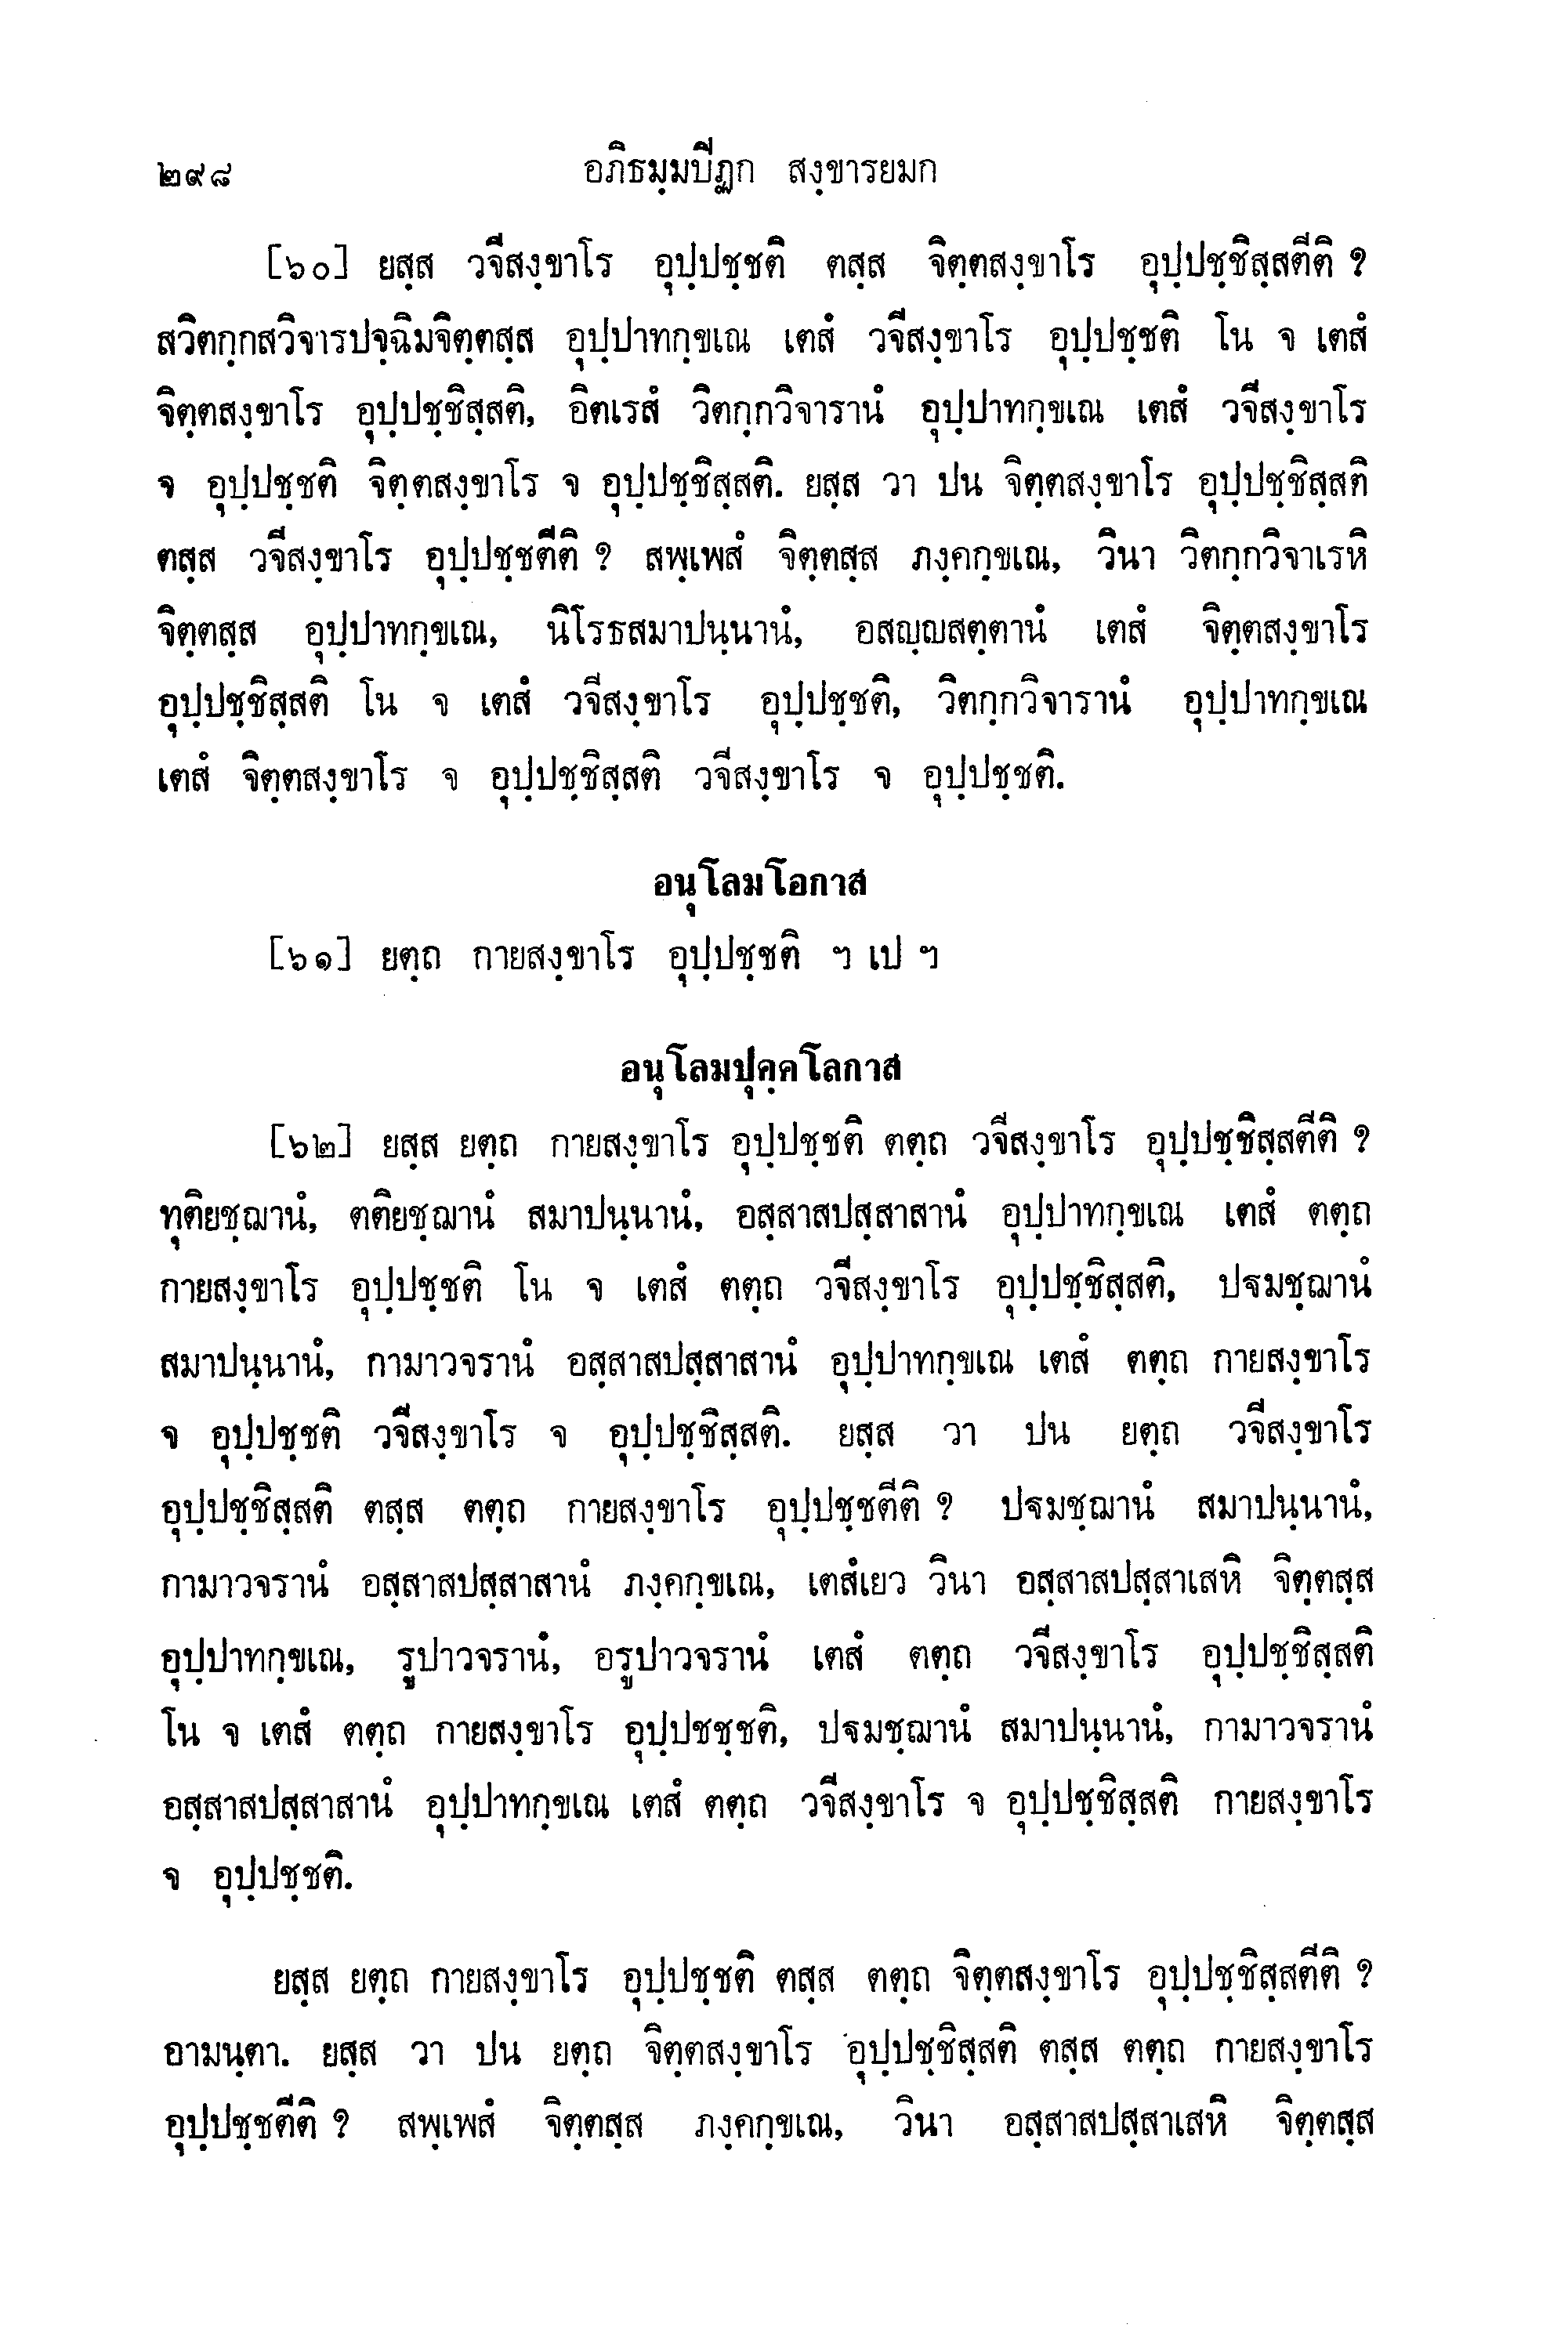 ๒๙๘ อภิธมฺมปีฏก สงฺขารยมก
[๖๐] ยสฺส วจีสงฺขาโร อุปฺปชฺชติ ตสฺส จิตฺตสงฺขาโร อุปฺปชฺชิสฺสตีติ ?
สวิตกฺกสวิจารปจฺฉิมจิตฺตสฺส อุปฺปาทกฺขเณ เตสํ วจีสงฺขาโร อุปฺปชฺชติ โน จ เตสํ
จิตฺตสงฺขาโร อุปฺปชฺชิสฺสติ, อิตเรสํ วิตกฺกวิจารานํ อุปฺปาทกฺขเณ เตสํ วจีสงฺขาโร
จ อุปฺปชฺชติ จิตฺตสงฺขาโร จ อุปฺปชฺชิสฺสติ. ยสฺส วา ปน จิตฺตสงฺขาโร อุปฺปชฺชิสฺสติ
ตสฺส วจีสงฺขาโร อุปฺปชฺชตีติ ? สพฺเพสํ จิตฺตสฺส ภงฺคกฺขเณ, วินา วิตกฺกวิจาเรหิ
จิตฺตสฺส อุปฺปาทกฺขเณ, นิโรธสมาปนฺนานํ, อสญฺญสตฺตานํ เตสํ จิตฺตสงฺขาโร
อุปฺปชฺชิสฺสติ โน จ เตสํ วจีสงฺขาโร อุปฺปชฺชติ, วิตกฺกวิจารานํ อุปฺปาทกฺขเณ
เตสํ จิตฺตสงฺขาโร จ อุปฺปชฺชิสฺสติ วจีสงฺขาโร จ อุปฺปชฺชติ.
อนุโลมโอกาส
[๖๑] ยตฺถ กายสงฺขาโร อุปฺปชฺชติ ฯ เป ฯ
อนุโลมปุคฺคโลกาส
[๖๒] ยสฺส ยตฺถ กายสงฺขาโร อุปฺปชฺชติ ตตฺถ วจีสงฺขาโร อุปฺปชฺชิสฺสตีติ ?
ทุติยชฺฌานํ, ตติยชฺฌานํ สมาปนฺนานํ, อสฺสาสปสฺสาสานํ อุปฺปาทกฺขเณ เตสํ ตตฺถ
กายสงฺขาโร อุปฺปชฺชติ โน จ เตสํ ตตฺถ วจีสงฺขาโร อุปฺปชฺชิสฺสติ, ปฐมชฺฌานํ
สมาปนฺนานํ, กามาวจรานํ อสฺสาสปสฺสาสานํ อุปฺปาทกฺขเณ เตสํ ตตฺถ กายสงฺขาโร
จ อุปฺปชฺชติ วจีสงฺขาโร จ อุปฺปชฺชิสฺสติ. ยสฺส วา ปน ยตฺถ วจีสงฺขาโร
อุปฺปชฺชิสฺสติ ตสฺส ตตฺถ กายสงฺขาโร อุปฺปชฺชตีติ ? ปฐมชฺฌานํ สมาปนฺนานํ,
กามาวจรานํ อสฺสาสปสฺสาสานํ ภงฺคกฺขเณ, เตสํเยว วินา อสฺสาสปสฺสาเสหิ จิตฺตสฺส
อุปฺปาทกฺขเณ, รูปาวจรานํ, อรูปาวจรานํ เตสํ ตตฺถ วจีสงฺขาโร อุปฺปชฺชิสฺสติ
โน จ เตสํ ตตฺถ กายสงฺขาโร อุปฺปชชฺชติ, ปฐมชฺฌานํ สมาปนฺนานํ, กามาวจรานํ
อสฺสาสปสฺสาสานํ อุปฺปาทกฺขเณ เตสํ ตตฺถ วจีสงฺขาโร จ อุปฺปชฺชิสฺสติ กายสงฺขาโร
จ อุปฺปชฺชติ.
ยสฺส ยตฺถ กายสงฺขาโร อุปฺปชฺชติ ตสฺส ตตฺถ จิตฺตสงฺขาโร อุปฺปชฺชิสฺสตีติ ?
อามนฺตา. ยสฺส วา ปน ยตฺถ จิตฺตสงฺขาโร อุปฺปชฺชิสฺสติ ตสฺส ตตฺถ กายสงฺขาโร
อุปฺปชฺชตีติ ? สพฺเพสํ จิตฺตสฺส ภงฺคกฺขเณ, วินา อสฺสาสปสฺสาเสหิ จิตฺตสฺส